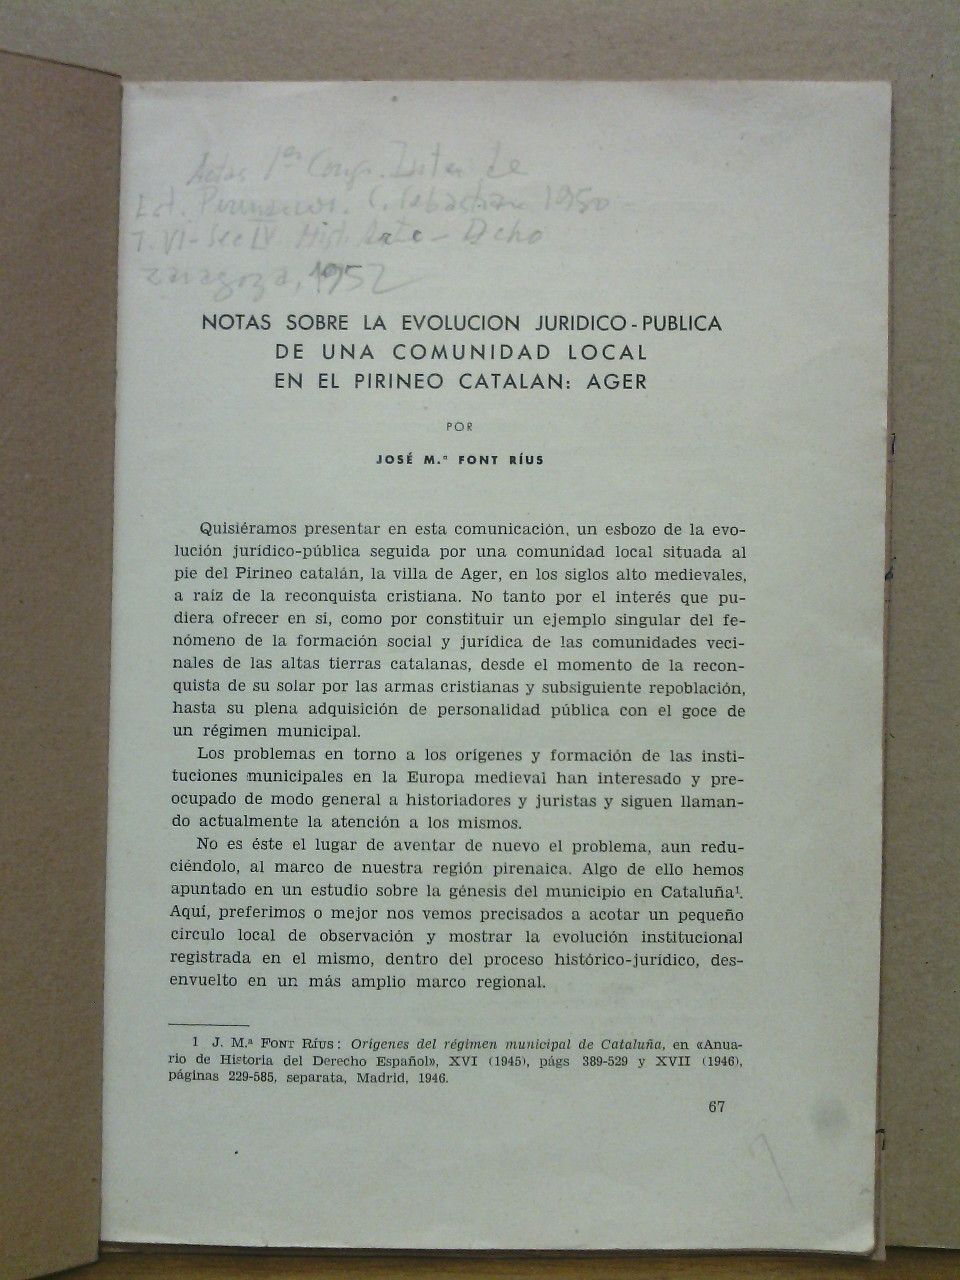 Actas 1er Congr. Inter. de
Est. Pirenaicos. S. Sebastian 1950
T. VI - Sec IV Hist. Arte - Dcho
Zaragoza, 1952
NOTAS SOBRE LA EVOLUCION JURIDICO-PUBLICA
DE UNA COMUNIDAD LOCAL
EN EL PIRINEO CATALAN: AGER
POR
JOSÉ M.ª FONT RÍUS
Quisiéramos presentar en esta comunicación, un esbozo de la evo-
lución jurídico-pública seguida por una comunidad local situada al
pie del Pirineo catalán, la villa de Ager, en los siglos alto medievales,
a raíz de la reconquista cristiana. No tanto por el interés que pu-
diera ofrecer en sí, como por constituir un ejemplo singular del fe-
nómeno de la formación social y jurídica de las comunidades veci-
nales de las altas tierras catalanas, desde el momento de la recon-
quista de su solar por las armas cristianas y subsiguiente repoblación,
hasta su plena adquisición de personalidad pública con el goce de
un régimen municipal.
Los problemas en torno a los orígenes y formación de las insti-
tuciones municipales en la Europa medieval han interesado y pre-
ocupado de modo general a historiadores y juristas y siguen llaman-
do actualmente la atención a los mismos.
No es éste el lugar de aventar de nuevo el problema, aun redu-
ciéndolo, al marco de nuestra región pirenaica. Algo de ello hemos
apuntado en un estudio sobre la génesis del municipio en Cataluña¹.
Aquí, preferimos o mejor nos vemos precisados a acotar un pequeño
circulo local de observación y mostrar la evolución institucional
registrada en el mismo, dentro del proceso histórico-jurídico, des-
envuelto en un más amplio marco regional.
1 J. M.ª FONT RÍUS: Orígenes del régimen municipal de Cataluña, en «Anua-
rio de Historia del Derecho Español», XVI (1945), págs 389-529 y XVII (1946),
páginas 229-585, separata, Madrid, 1946.
67